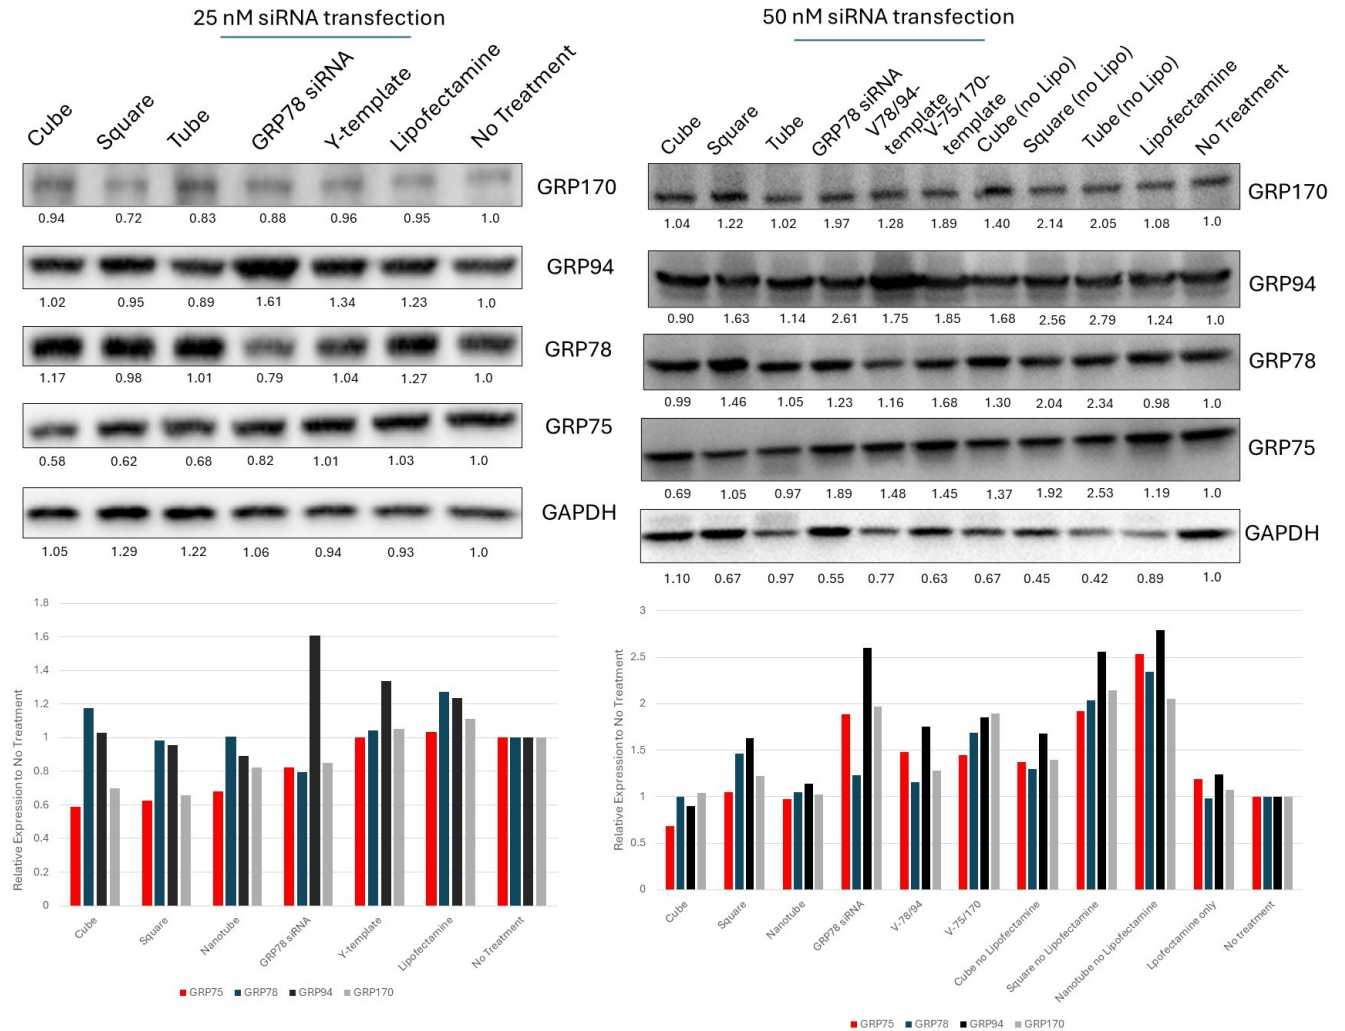 25 nM siRNA transfection
Cube
Square
Tube
GRP78 siRNA
Y-template
Lipofectamine
No Treatment
GRP170
0.94 0.72 0.83 0.88 0.96 0.95 1.0
GRP94
1.02 0.95 0.89 1.61 1.34 1.23 1.0
GRP78
1.17 0.98 1.01 0.79 1.04 1.27 1.0
GRP75
0.58 0.62 0.68 0.82 1.01 1.03 1.0
GAPDH
1.05 1.29 1.22 1.06 0.94 0.93 1.0
1.8
1.6
1.4
1.2
1
0.8
0.6
0.4
0.2
0
Relative Expression to No Treatment
Cube
Square
Nanotube
GRP78 siRNA
Y-template
Lipofectamine
No Treatment
GRP75 GRP78 GRP94 GRP170
50 nM siRNA transfection
Cube
Square
Tube
GRP78 siRNA
V78/94-
template
V-75/170-
template
Cube (no Lipo)
Square (no Lipo)
Tube (no Lipo)
Lipofectamine
No Treatment
GRP170
1.04 1.22 1.02 1.97 1.28 1.89 1.40 2.14 2.05 1.08 1.0
GRP94
0.90 1.63 1.14 2.61 1.75 1.85 1.68 2.56 2.79 1.24 1.0
GRP78
0.99 1.46 1.05 1.23 1.16 1.68 1.30 2.04 2.34 0.98 1.0
GRP75
0.69 1.05 0.97 1.89 1.48 1.45 1.37 1.92 2.53 1.19 1.0
GAPDH
1.10 0.67 0.97 0.55 0.77 0.63 0.67 0.45 0.42 0.89 1.0
3
2.5
2
1.5
1
0.5
0
Relative Expression to No Treatment
Cube
Square
Nanotube
GRP78 siRNA
V-78/94
V-75/170
Cube no Lipofectamine
Square no Lipofectamine
Nanotube no Lipofectamine
Lpofectamine only
No treatment
GRP75 GRP78 GRP94 GRP170